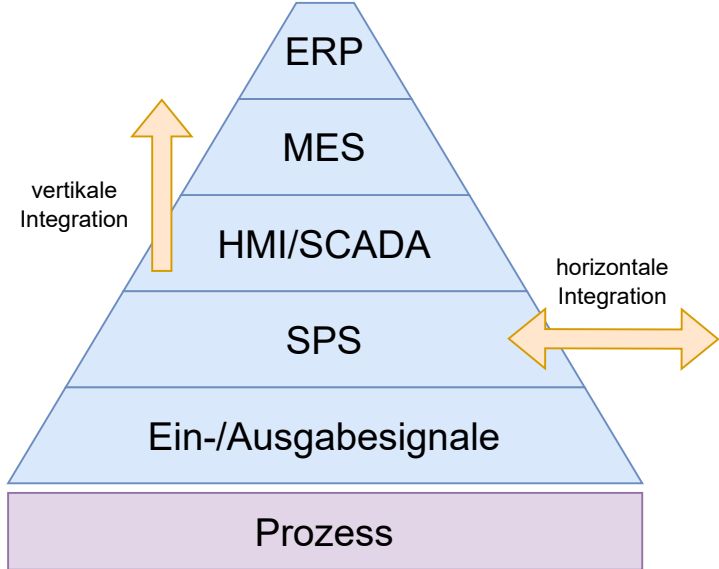 ERP
MES
vertikale
Integration
HMI/SCADA
horizontale
Integration
SPS
Ein-/Ausgabesignale
Prozess